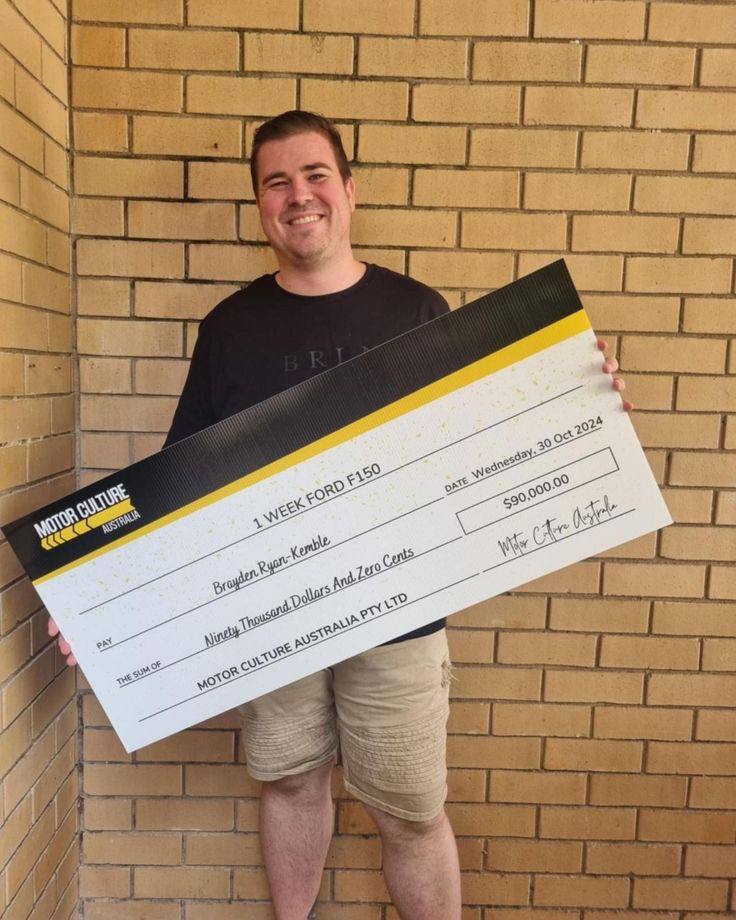 BRI
MOTOR CULTURE
AUSTRALIA
1 WEEK FORD F150
DATE Wednesday, 30 Oct 2024
PAY Brayden Ryan-Kemble
$90,000.00
THE SUM OF Ninety Thousand Dollars And Zero Cents
MOTOR CULTURE AUSTRALIA PTY LTD
Motor Culture Australia